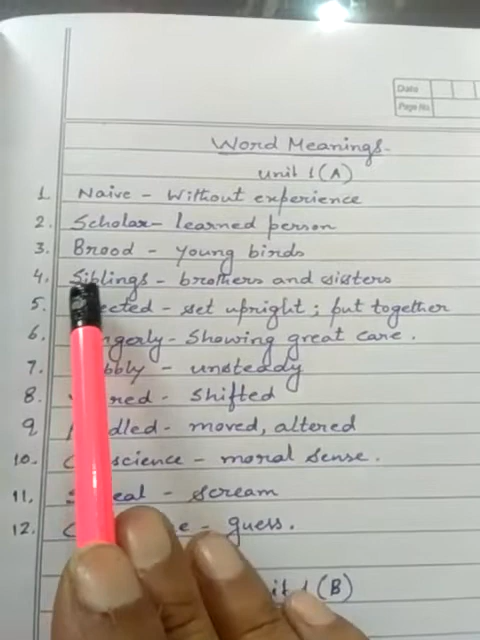 Date
Page No.
Word Meanings
Unit 1(A)
1. Naive - Without experience
2. Scholar - learned person
3. Brood - young birds
4. Siblings - brothers and sisters
5. - set upright; put together
6. - Showing great care.
7. - unsteady
8. - Shifted
9. - moved, altered
10. - moral sense.
11. - scream
12. - guess.
1(B)